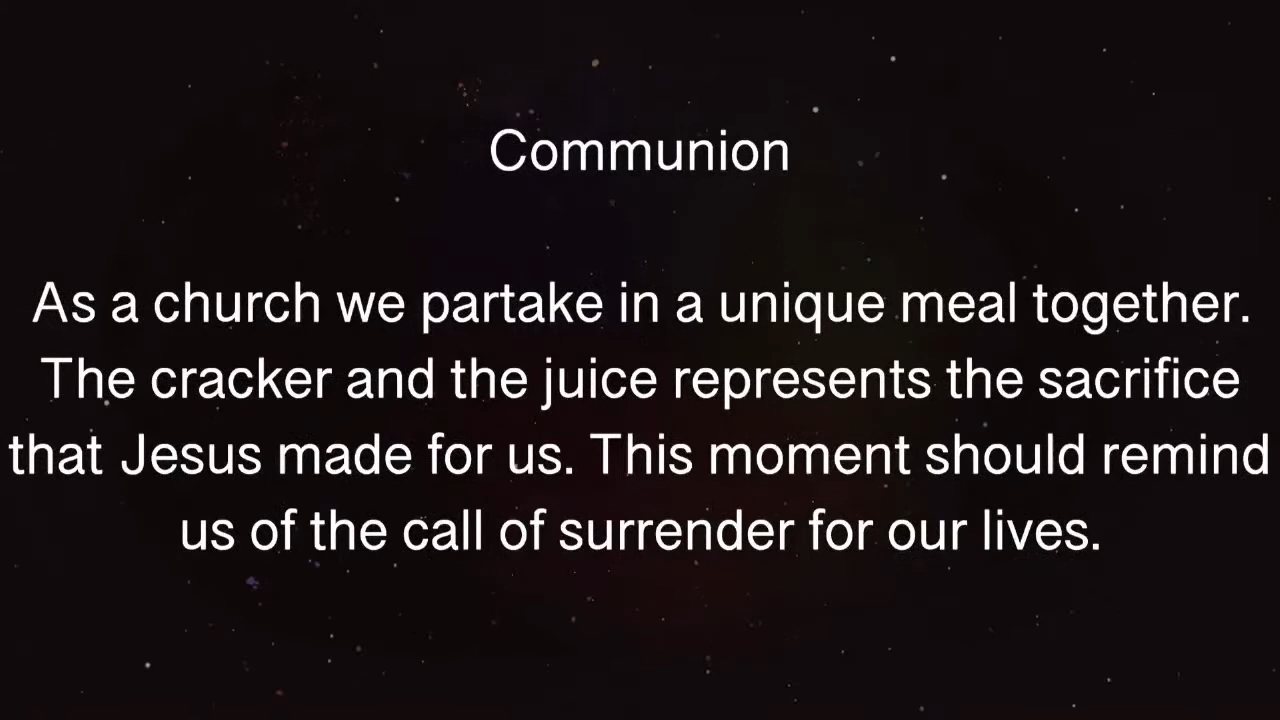 Communion
As a church we partake in a unique meal together.
The cracker and the juice represents the sacrifice
that Jesus made for us. This moment should remind
us of the call of surrender for our lives.